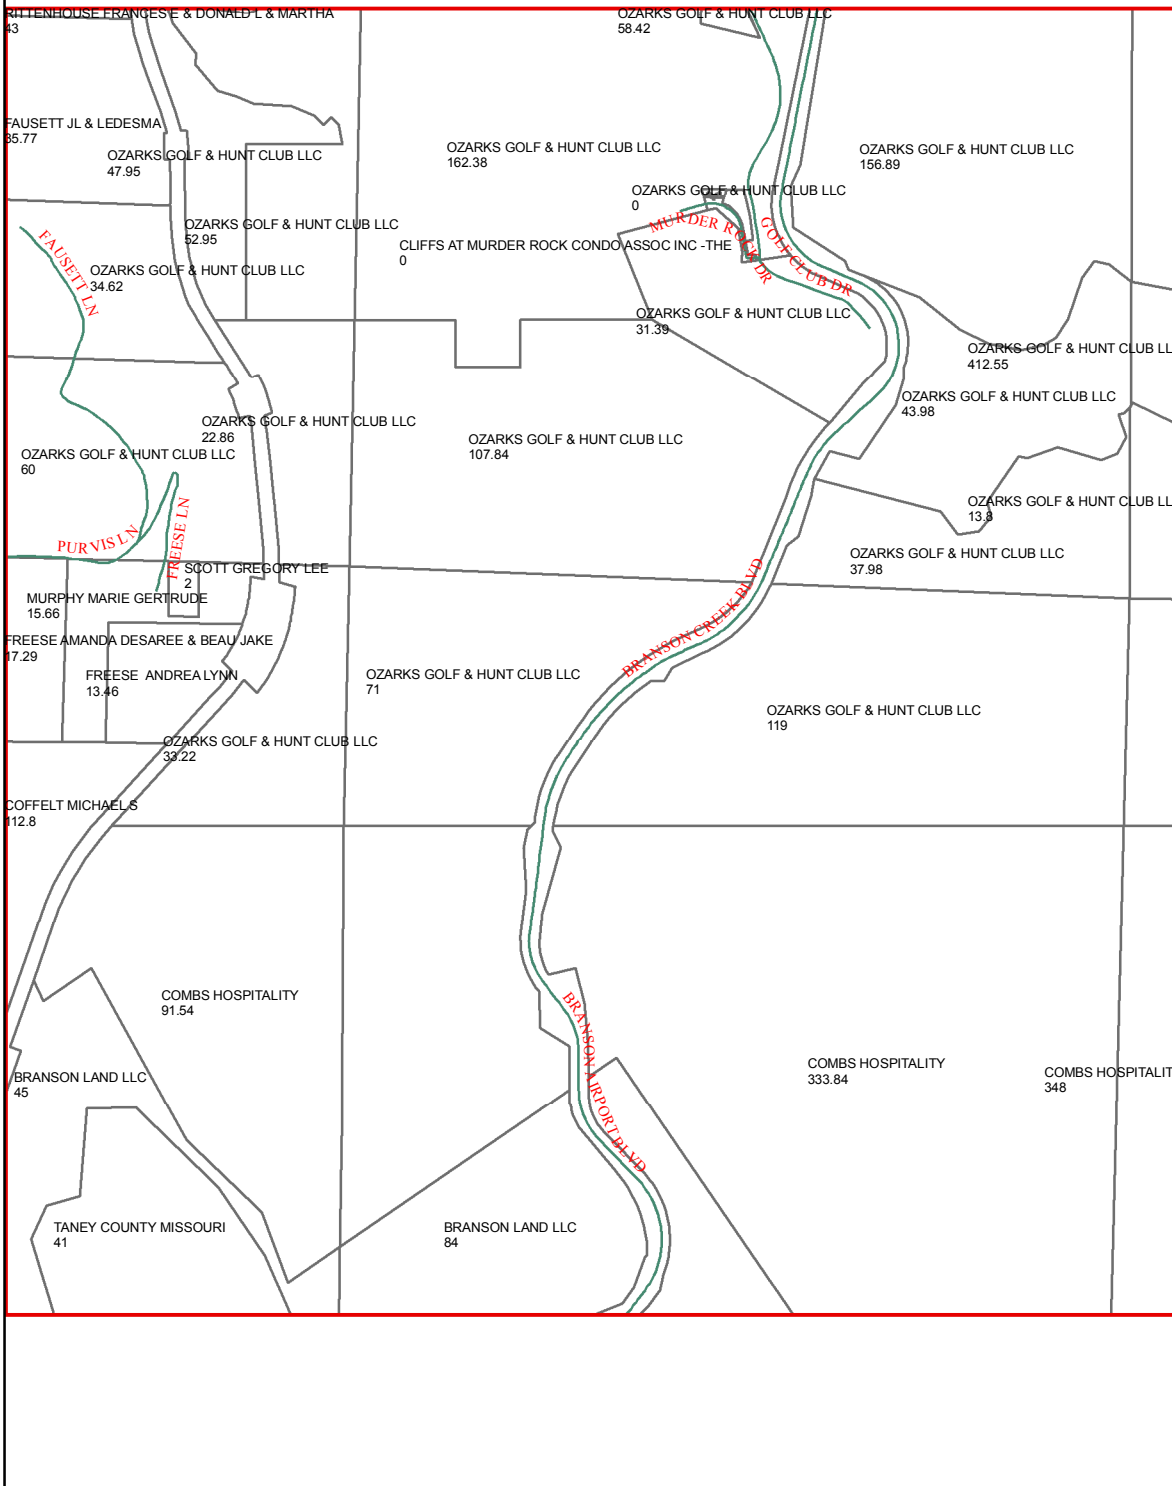 RITTENHOUSE FRANCES E & DONALD L & MARTHA
43
OZARKS GOLF & HUNT CLUB LLC
58.42
FAUSETT JL & LEDESMA
35.77
OZARKS GOLF & HUNT CLUB LLC
47.95
OZARKS GOLF & HUNT CLUB LLC
162.38
OZARKS GOLF & HUNT CLUB LLC
156.89
OZARKS GOLF & HUNT CLUB LLC
0
OZARKS GOLF & HUNT CLUB LLC
52.95
MURDER ROCK DR
GOLF CLUB DR
CLIFFS AT MURDER ROCK CONDO ASSOC INC -THE
0
FAUSETT LN
OZARKS GOLF & HUNT CLUB LLC
34.62
OZARKS GOLF & HUNT CLUB LLC
31.39
OZARKS GOLF & HUNT CLUB LL
412.55
OZARKS GOLF & HUNT CLUB LLC
43.98
OZARKS GOLF & HUNT CLUB LLC
22.86
OZARKS GOLF & HUNT CLUB LLC
107.84
OZARKS GOLF & HUNT CLUB LLC
60
OZARKS GOLF & HUNT CLUB LL
13.8
PURVIS LN
FREESE LN
OZARKS GOLF & HUNT CLUB LLC
37.98
SCOTT GREGORY LEE
2
BRANSON CREEK BLVD
MURPHY MARIE GERTRUDE
15.66
FREESE AMANDA DESAREE & BEAU JAKE
17.29
FREESE ANDREA LYNN
13.46
OZARKS GOLF & HUNT CLUB LLC
71
OZARKS GOLF & HUNT CLUB LLC
119
OZARKS GOLF & HUNT CLUB LLC
33.22
COFFELT MICHAEL S
112.8
COMBS HOSPITALITY
91.54
BRANSON AIRPORT BLVD
COMBS HOSPITALITY
333.84
COMBS HOSPITALIT
348
BRANSON LAND LLC
45
TANEY COUNTY MISSOURI
41
BRANSON LAND LLC
84